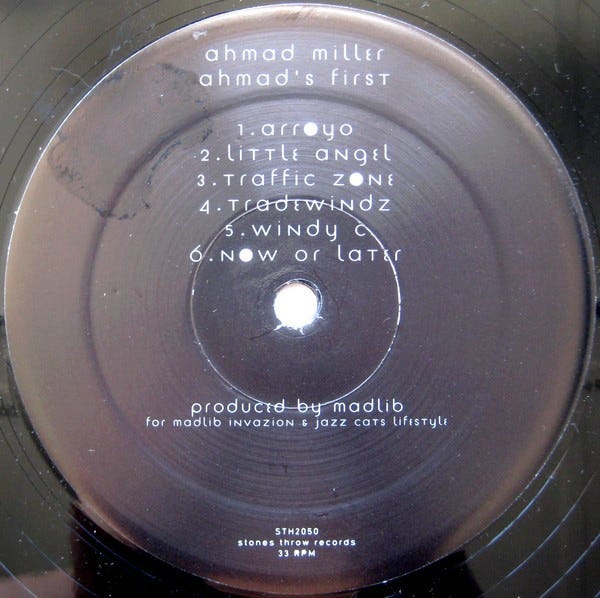 ahmad miller
ahmad's first
1. arroyo
2. little angel
3. traffic zone
4. tradewindz
5. windy c
6. now or later
produced by madlib
for madlib invazion & jazz cats lifestyle
STH2050
stones throw records
33 RPM